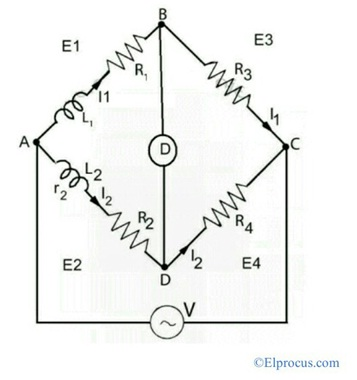 B
E1
E3
R₁
R₃
I1
I₁
L₁
A
D
C
L₂
r₂
I₂
R₂
R₄
I₂
E2
D
E4
V
©Elprocus.com